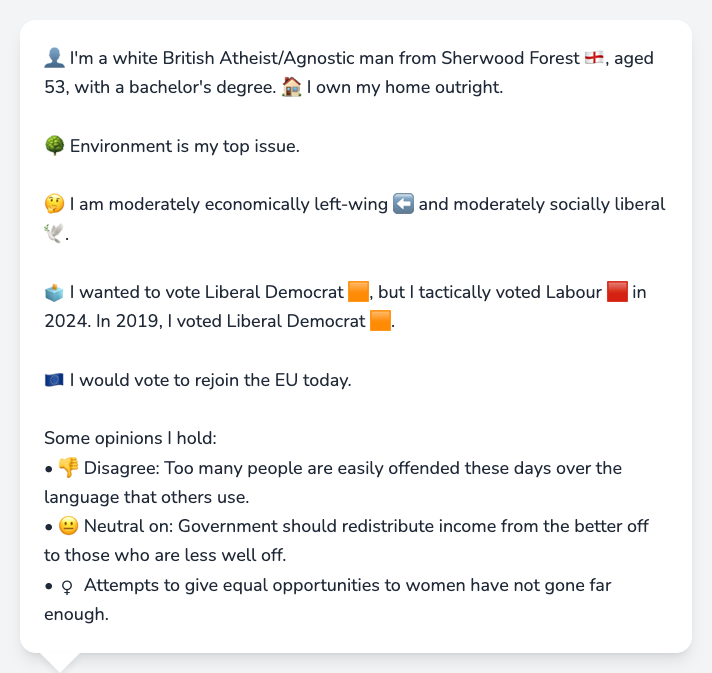 👤 I'm a white British Atheist/Agnostic man from Sherwood Forest 🏴󠁧󠁢󠁥󠁮󠁧󠁿, aged
53, with a bachelor's degree. 🏠 I own my home outright.
🌳 Environment is my top issue.
🤔 I am moderately economically left-wing ⬅️ and moderately socially liberal
🕊️.
🗳️ I wanted to vote Liberal Democrat 🟧, but I tactically voted Labour 🟥 in
2024. In 2019, I voted Liberal Democrat 🟧.
🇪🇺 I would vote to rejoin the EU today.
Some opinions I hold:
• 👎 Disagree: Too many people are easily offended these days over the
language that others use.
• 😐 Neutral on: Government should redistribute income from the better off
to those who are less well off.
• ♀ Attempts to give equal opportunities to women have not gone far
enough.